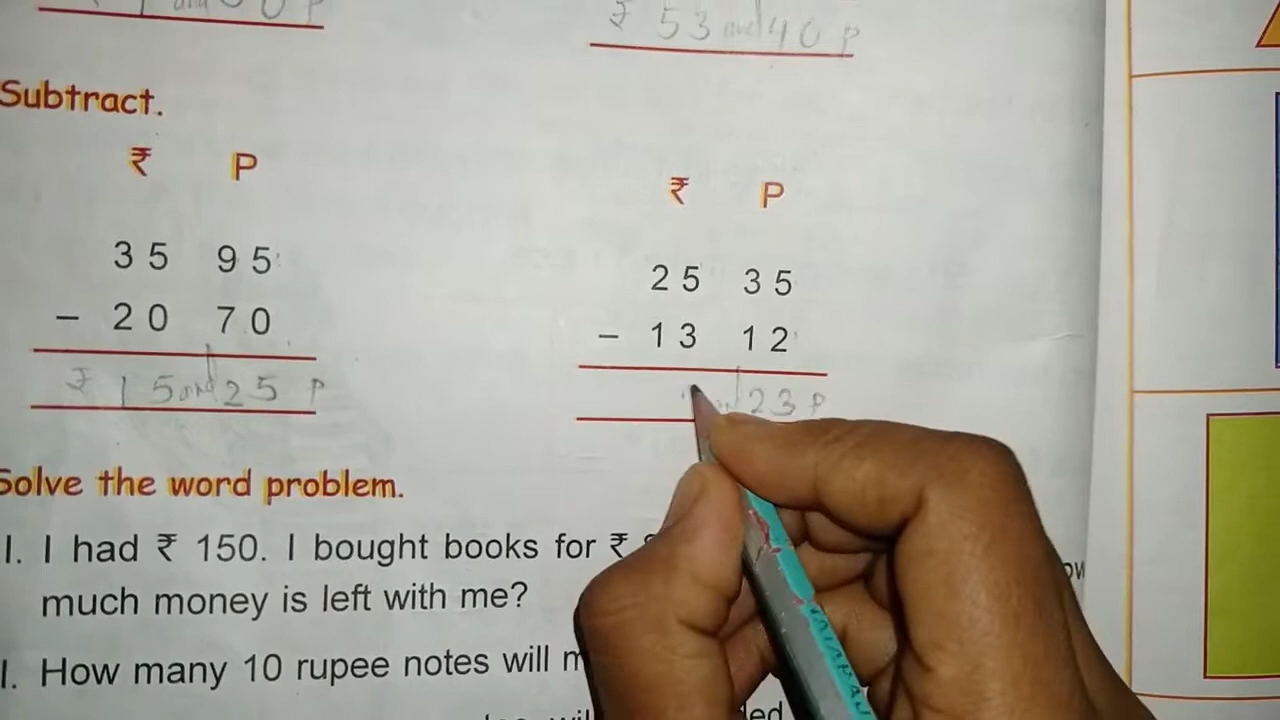 ₹ 53 and 40 P
Subtract.
₹ P
35 95
- 20 70
₹ 15 and 25 P
₹ P
25 35
- 13 12
23 P
Solve the word problem.
I. I had ₹ 150. I bought books for ₹
much money is left with me?
I. How many 10 rupee notes will